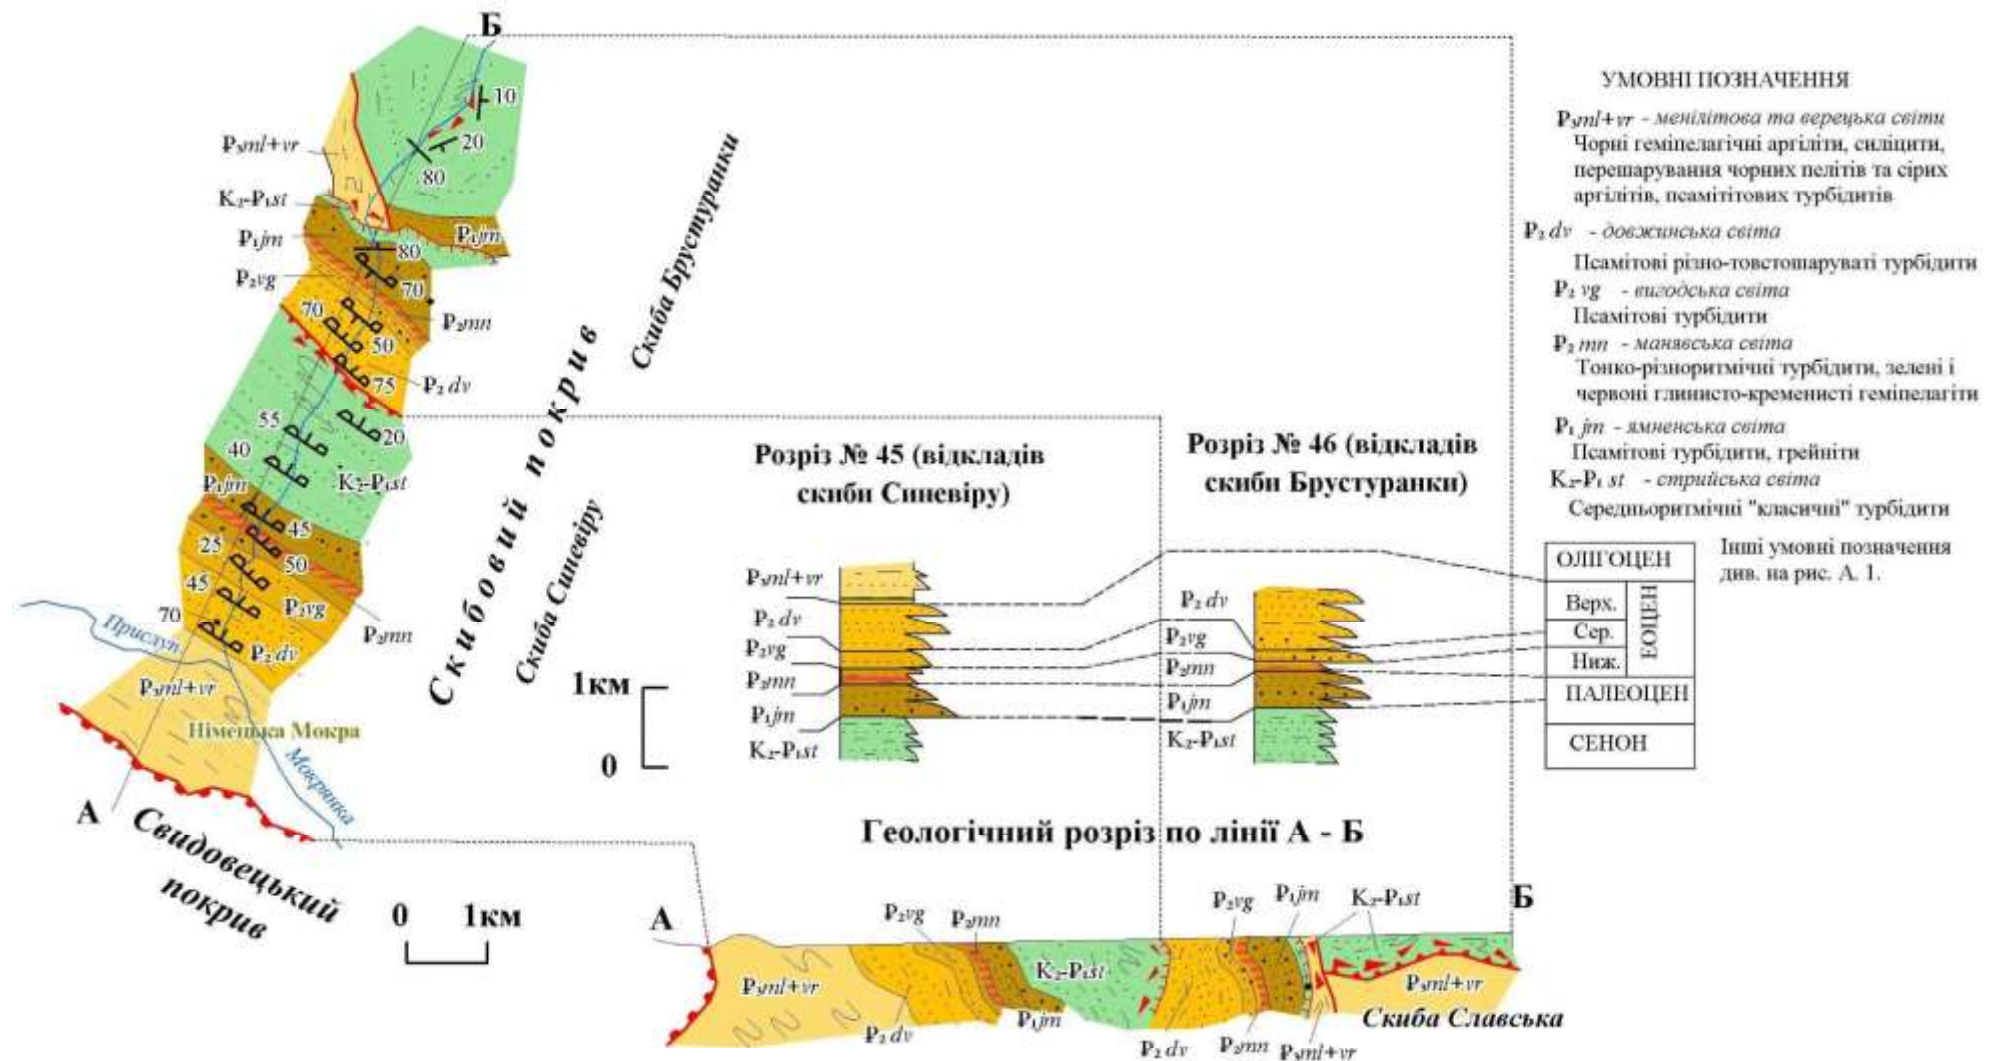 Б
10
20
80
₽₃ml+vr
K₂-₽₁st
₽₁jm
₽₁jm
₽₂vg
80
70
70
₽₂mn
50
₽₂ dv
75
55
20
40
K₂-₽₁st
₽₁jm
45
25
50
45
₽₂vg
₽₂mn
70
₽₂ dv
Прислуп
₽₃ml+vr
Німецька Мокра
Мокрянка
А
Свидовецький
покрив
0 1км
Скибовий покрив
Скиба Брустуранки
Скиба Синевіру
Розріз № 45 (відкладів
скиби Синевіру)
Розріз № 46 (відкладів
скиби Брустуранки)
₽₃ml+vr
₽₂ dv
₽₂vg
₽₂mn
₽₁jm
K₂-₽₁st
1км
0
₽₂ dv
₽₂vg
₽₂mn
₽₁jm
K₂-₽₁st
ОЛІГОЦЕН
Верх.
Сер.
Ниж.
ЕОЦЕН
ПАЛЕОЦЕН
СЕНОН
УМОВНІ ПОЗНАЧЕННЯ
₽₃ml+vr - менілітова та верецька світи
Чорні геміпелагічні аргіліти, силіцити,
перешарування чорних пелітів та сірих
аргілітів, псамітітових турбідитів
₽₂ dv - довжинська світа
Псамітові різно-товстошаруваті турбідити
₽₂ vg - вигодська світа
Псамітові турбідити
₽₂ mn - манявська світа
Тонко-різноритмічні турбідити, зелені і
червоні глинисто-кременисті геміпелагіти
₽₁ jm - ямненська світа
Псамітові турбідити, грейніти
K₂-₽₁ st - стрийська світа
Середньоритмічні "класичні" турбідити
Інші умовні позначення
див. на рис. А. 1.
Геологічний розріз по лінії А - Б
А
Б
₽₂vg
₽₂mn
₽₂vg
₽₁jm
K₂-₽₁st
₽₃ml+vr
K₂-₽₁st
₽₃ml+vr
₽₂ dv
₽₁jm
₽₂ dv
₽₂mn
₽₃ml+vr
Скиба Славська